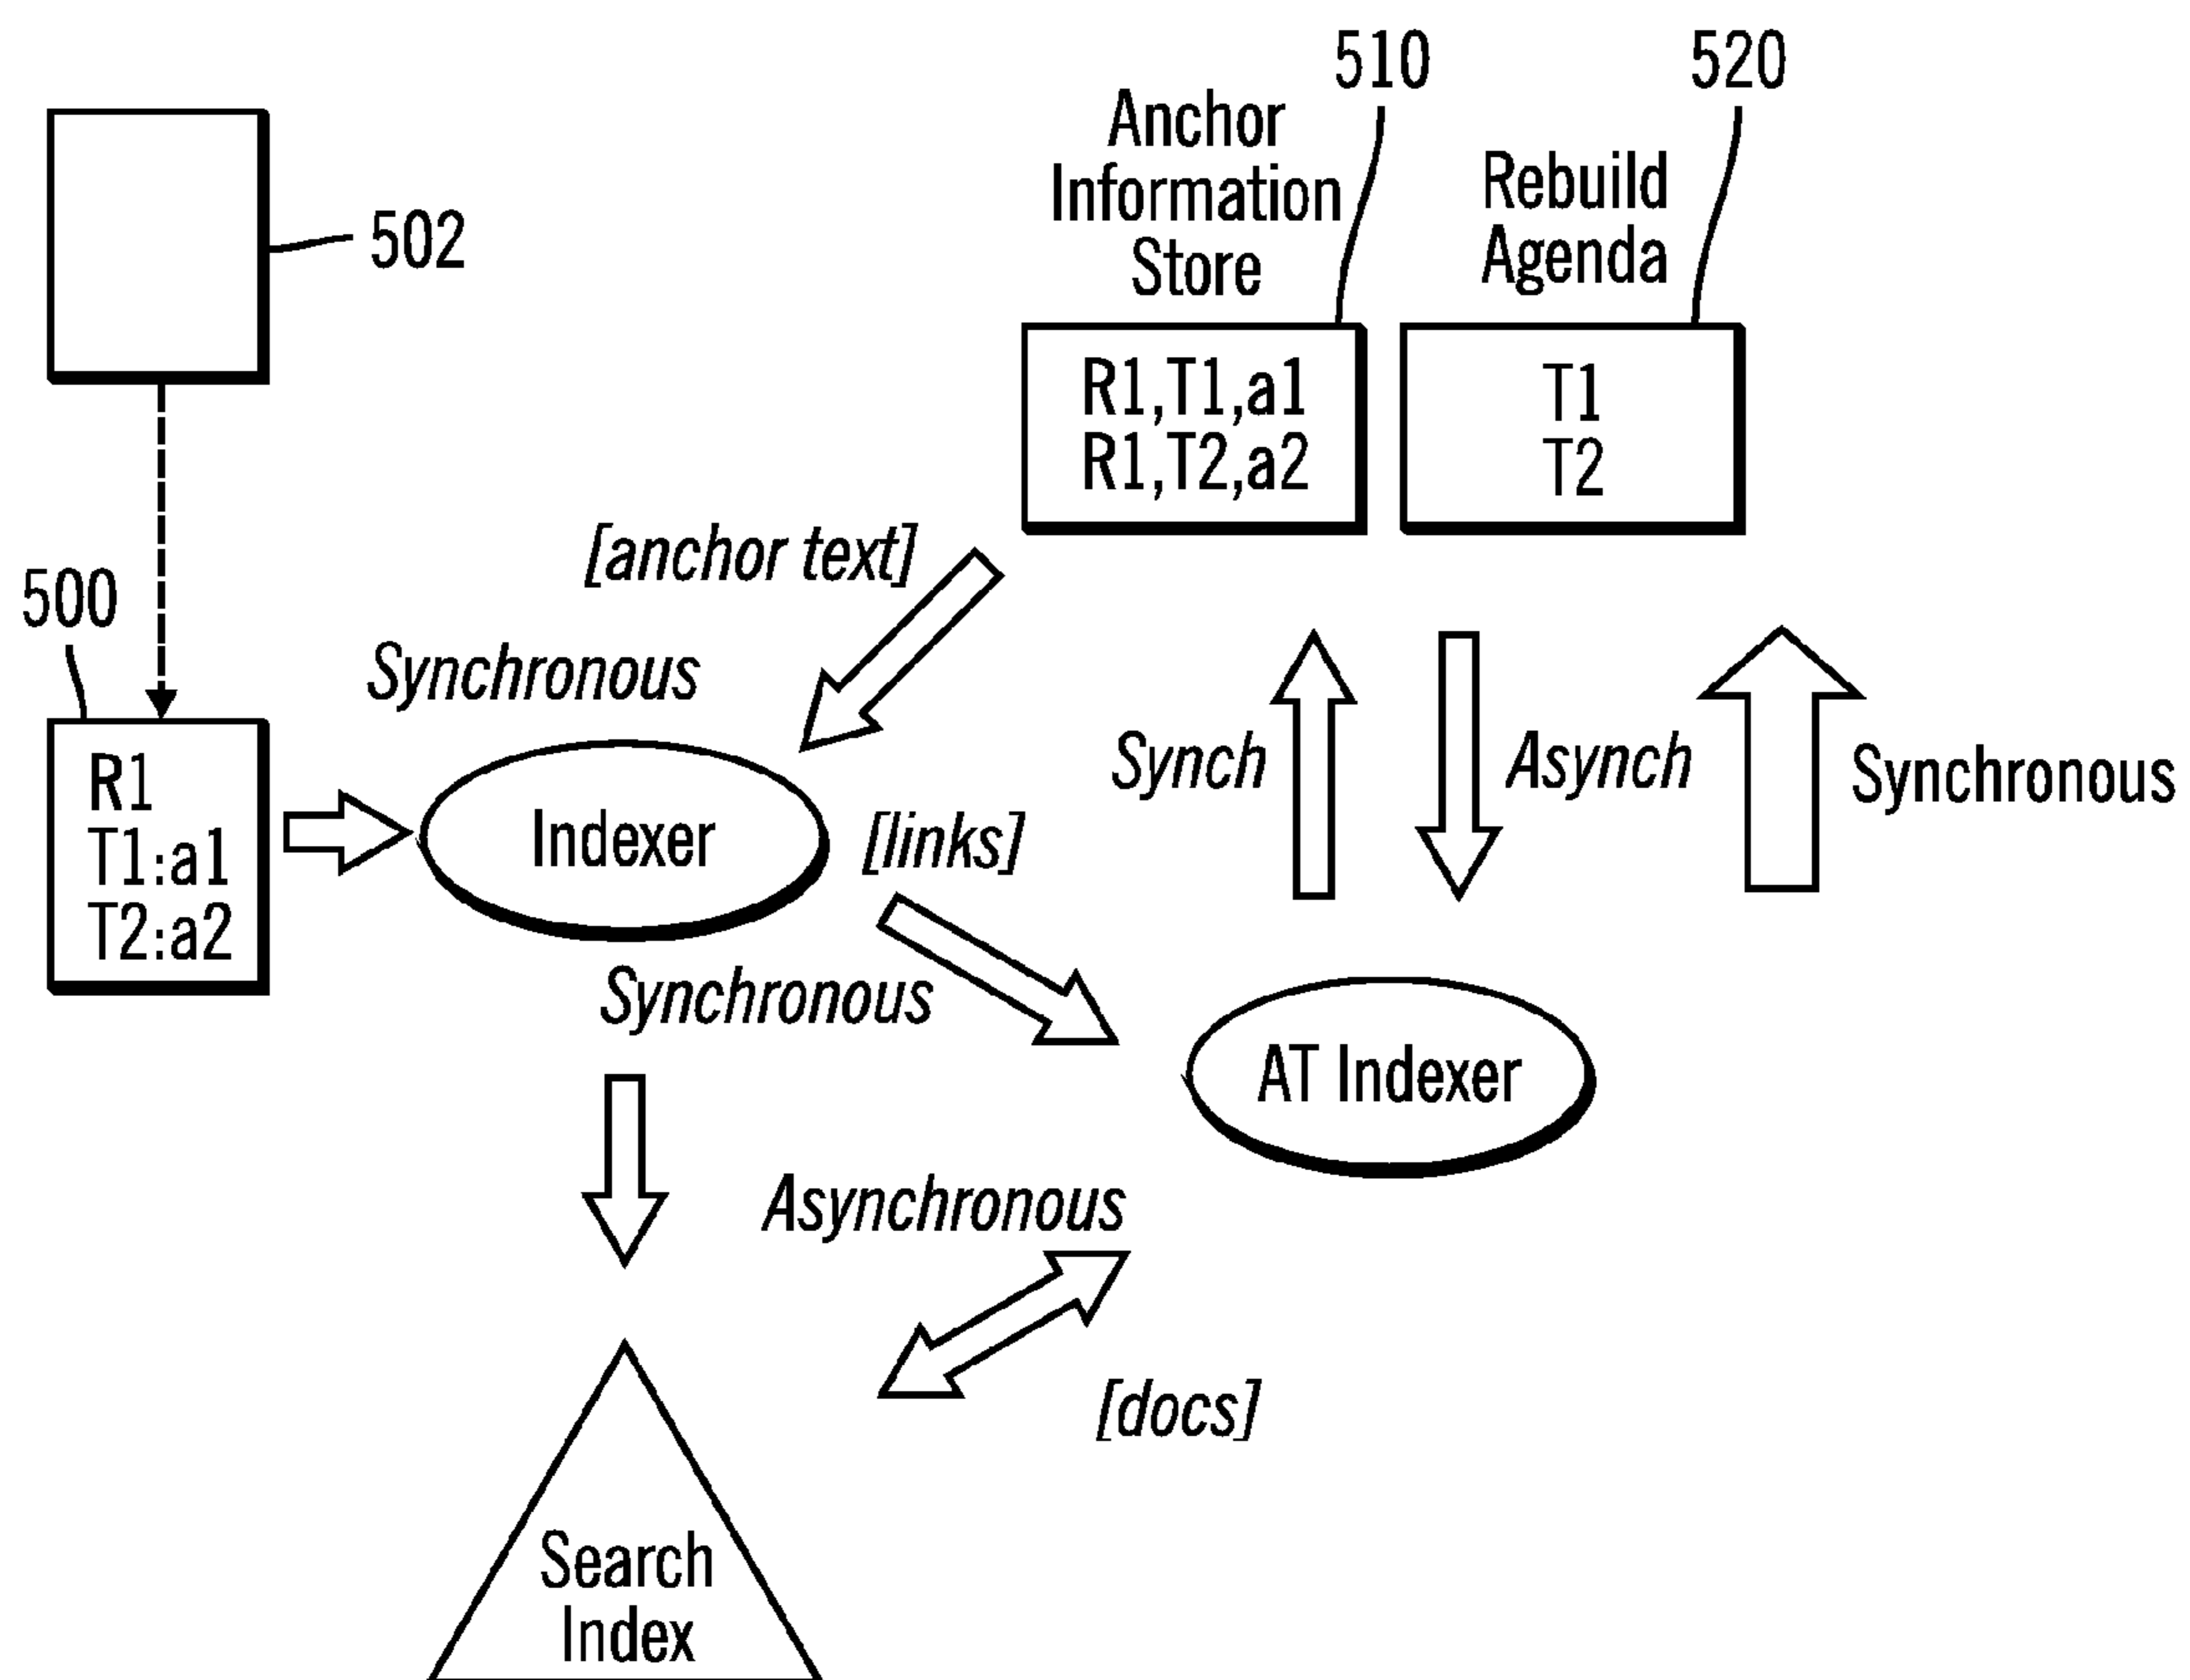 510
520
Anchor
Information
Store
Rebuild
Agenda
502
R1,T1,a1
R1,T2,a2
T1
T2
[anchor text]
500
Synchronous
R1
T1:a1
T2:a2
Indexer
[links]
Synch
Asynch
Synchronous
Synchronous
AT Indexer
Asynchronous
[docs]
Search
Index